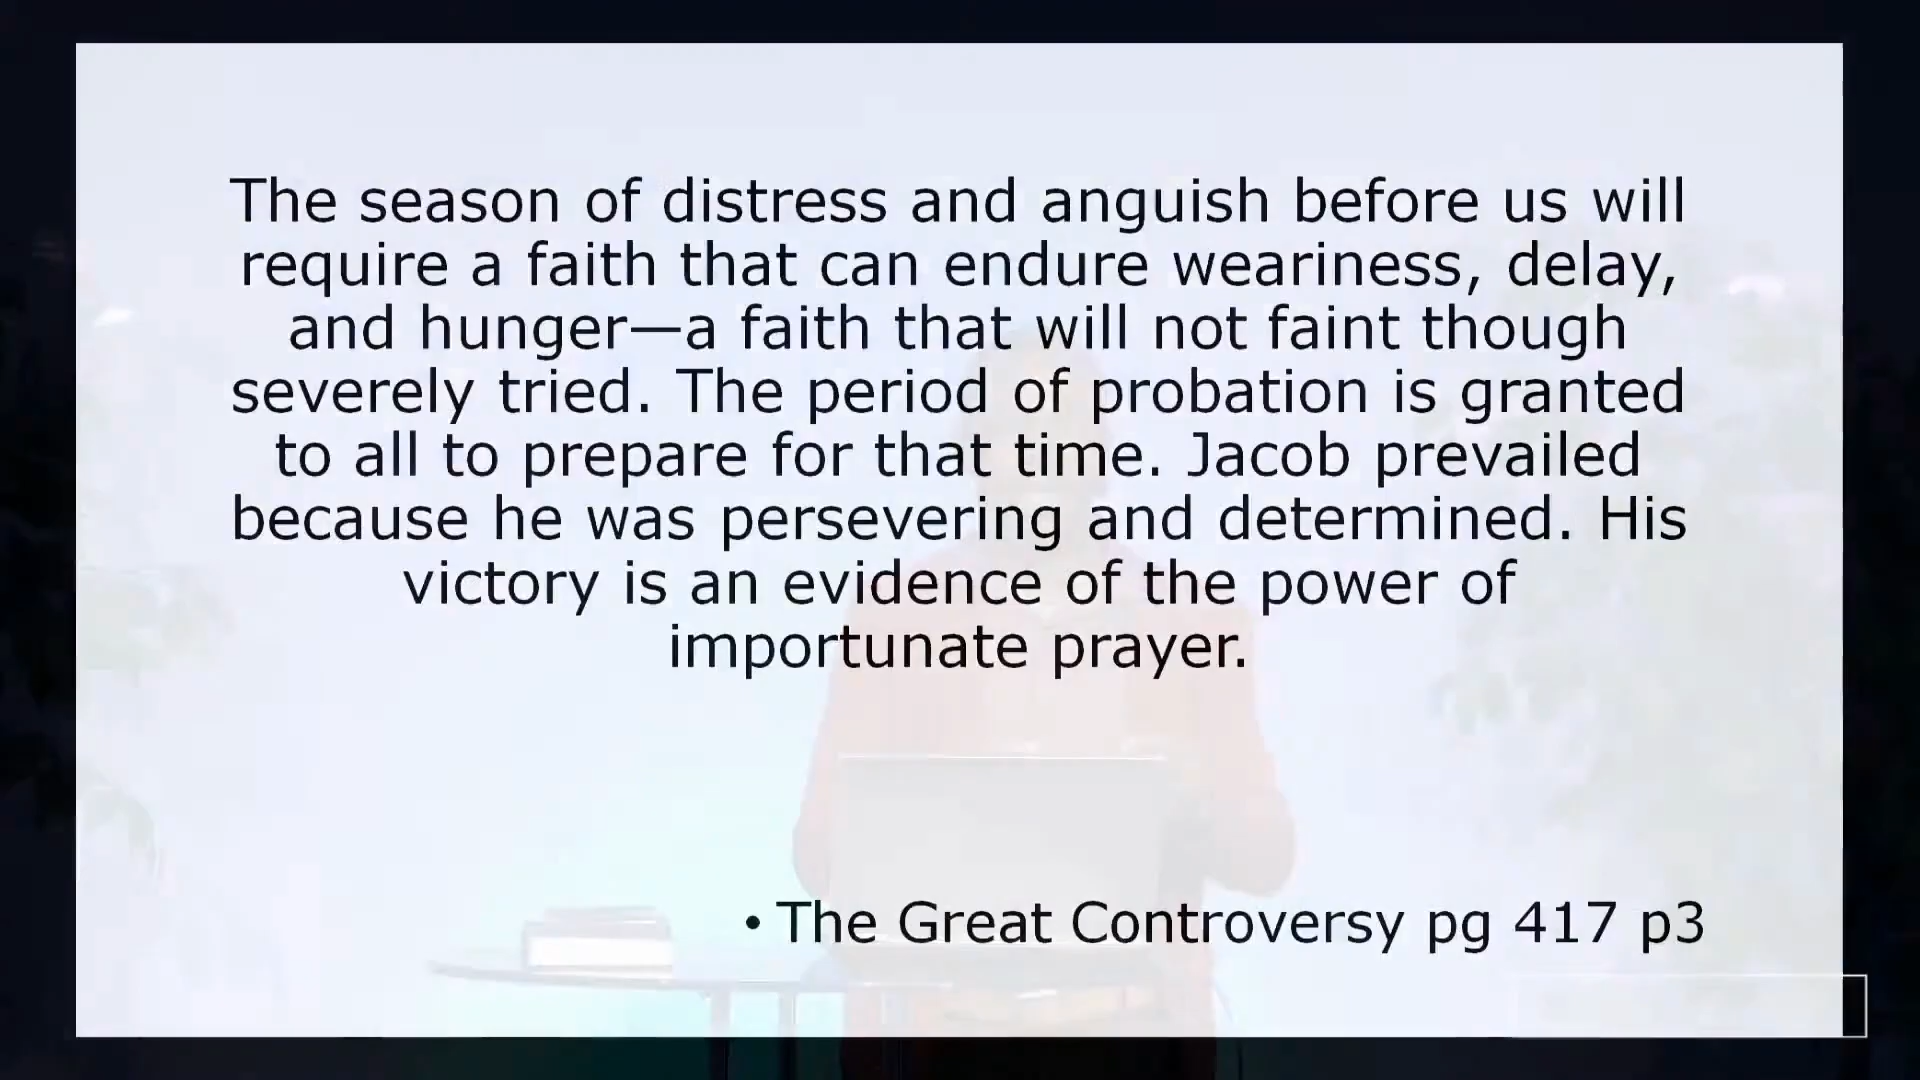 The season of distress and anguish before us will
require a faith that can endure weariness, delay,
and hunger—a faith that will not faint though
severely tried. The period of probation is granted
to all to prepare for that time. Jacob prevailed
because he was persevering and determined. His
victory is an evidence of the power of
importunate prayer.
• The Great Controversy pg 417 p3